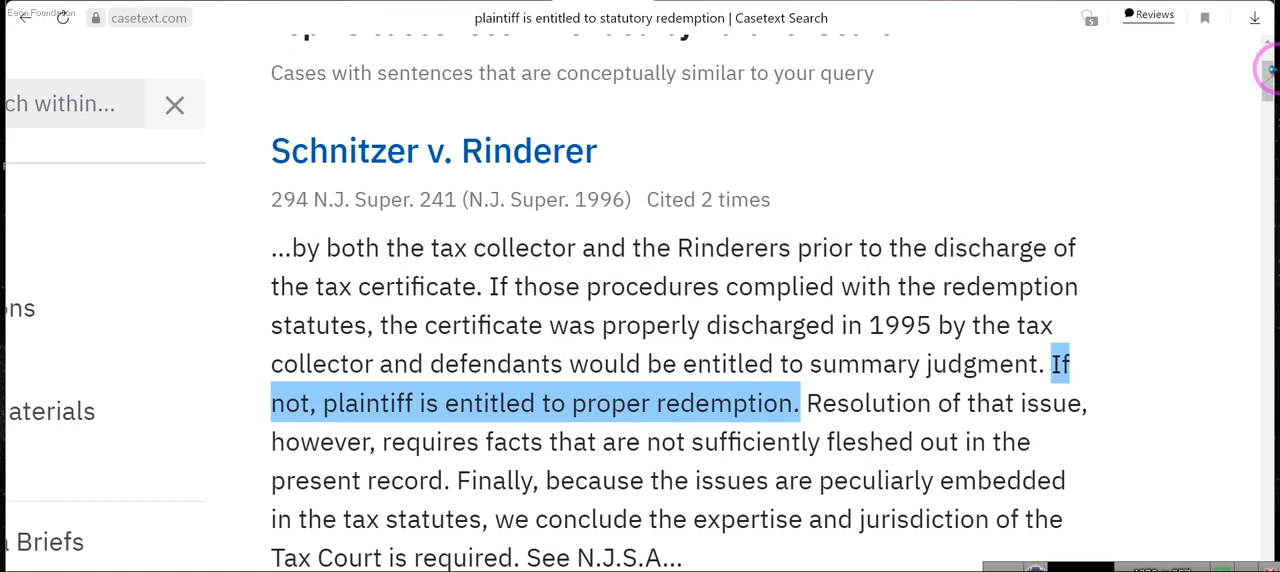 Eeon Foundation
casetext.com
plaintiff is entitled to statutory redemption | Casetext Search
5
Reviews
Cases with sentences that are conceptually similar to your query
ch within...
Schnitzer v. Rinderer
294 N.J. Super. 241 (N.J. Super. 1996) Cited 2 times
...by both the tax collector and the Rinderers prior to the discharge of
the tax certificate. If those procedures complied with the redemption
statutes, the certificate was properly discharged in 1995 by the tax
collector and defendants would be entitled to summary judgment. If
not, plaintiff is entitled to proper redemption. Resolution of that issue,
however, requires facts that are not sufficiently fleshed out in the
present record. Finally, because the issues are peculiarly embedded
in the tax statutes, we conclude the expertise and jurisdiction of the
Tax Court is required. See N.J.S.A...
ons
aterials
Briefs